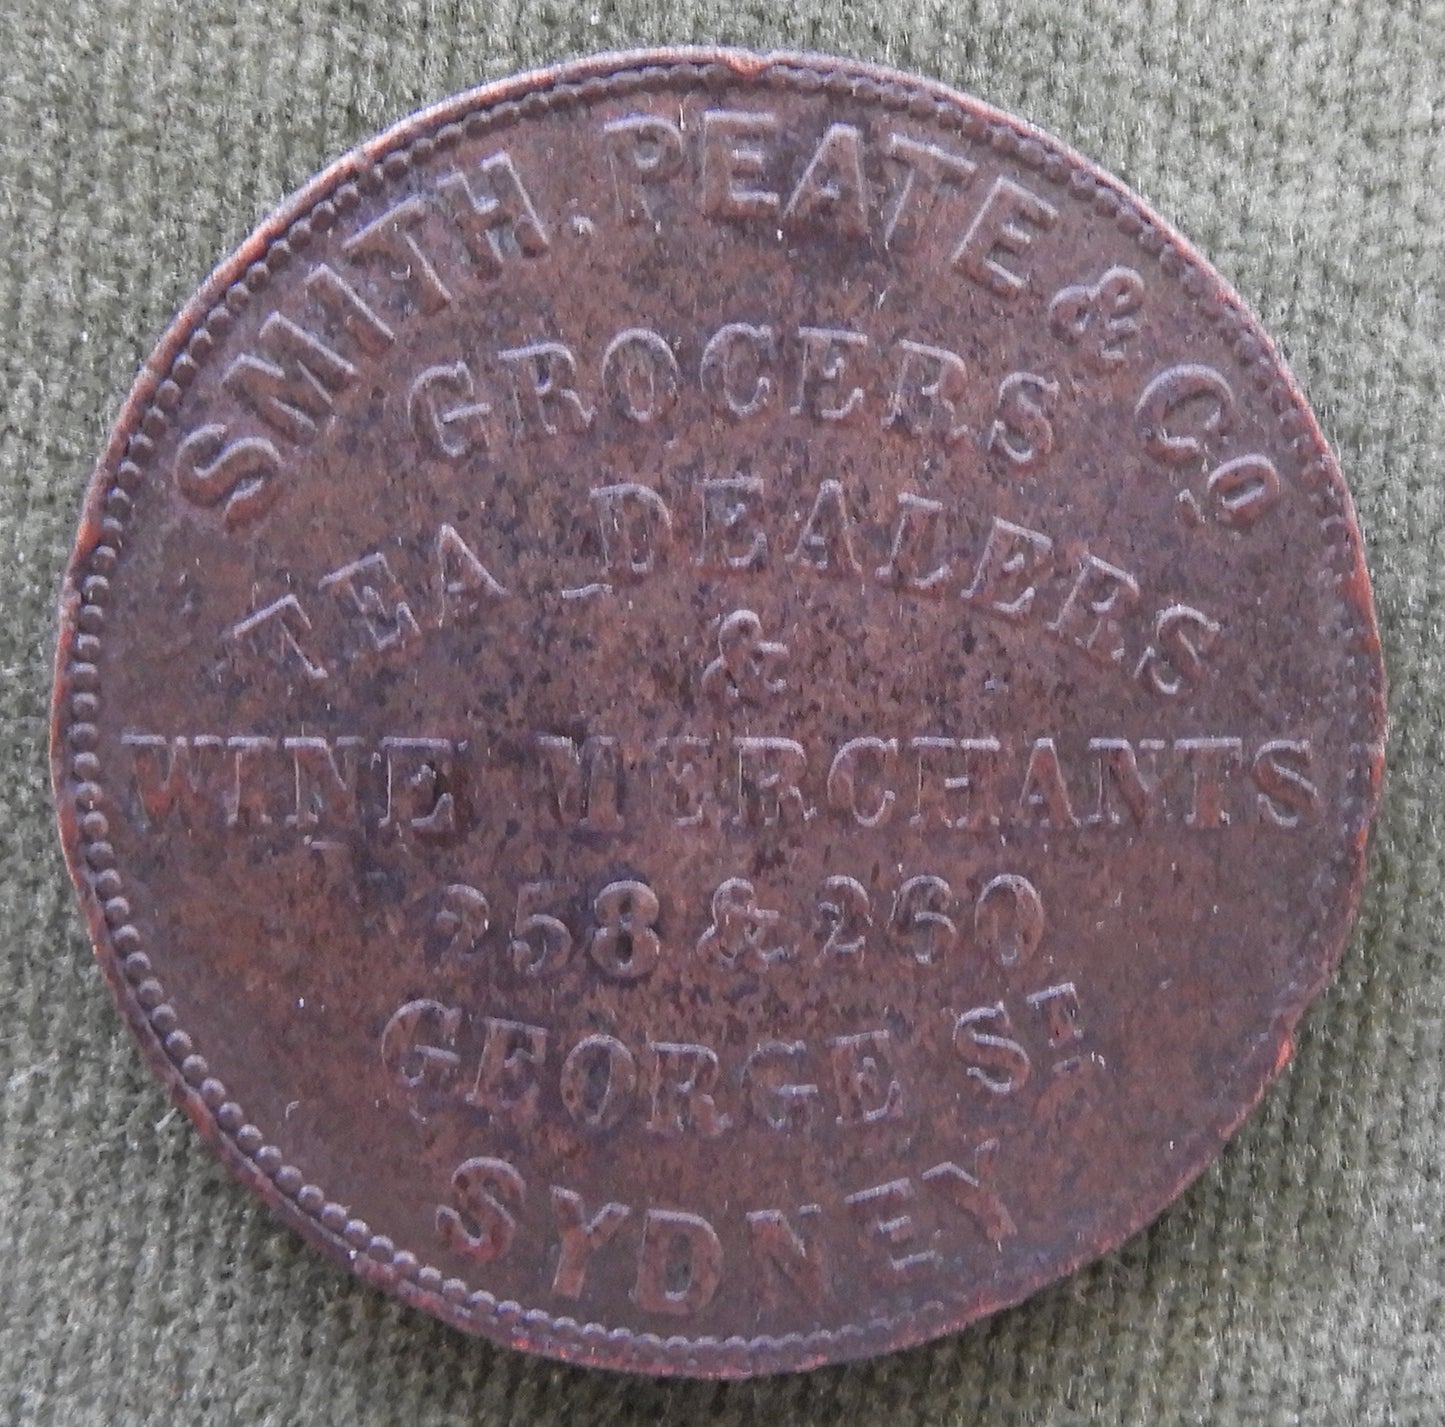 SMITH. PEATE & Co
GROCERS
TEA DEALERS
&
WINE MERCHANTS
258 & 260
GEORGE ST
SYDNEY